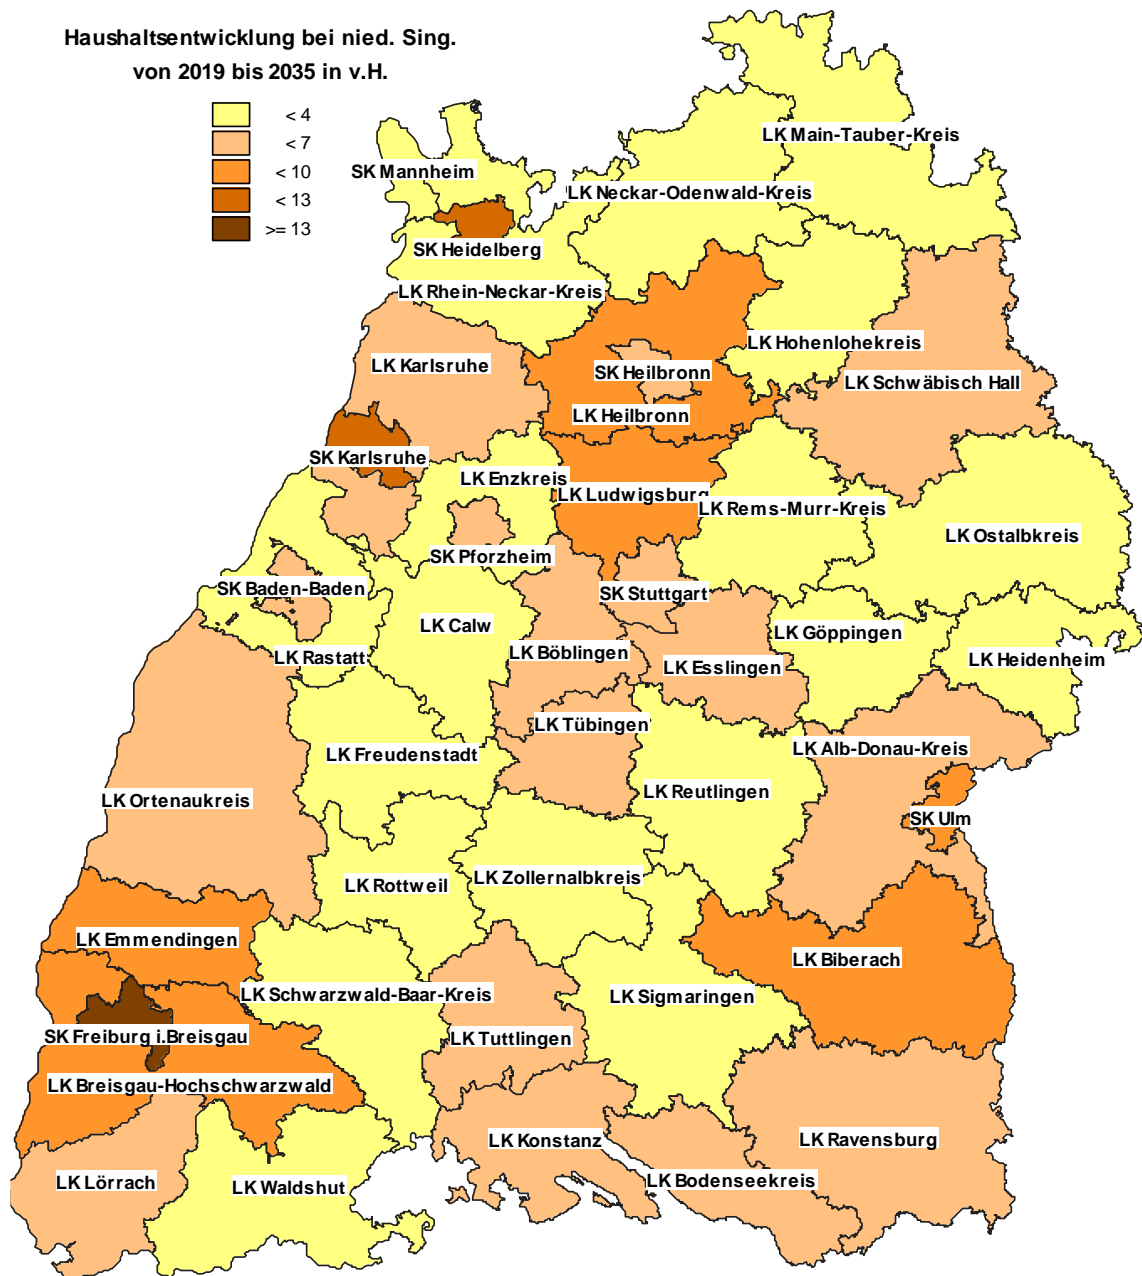 Haushaltsentwicklung bei nied. Sing.
von 2019 bis 2035 in v.H.
< 4
< 7
< 10
< 13
>= 13
LK Main-Tauber-Kreis
SK Mannheim
LK Neckar-Odenwald-Kreis
SK Heidelberg
LK Rhein-Neckar-Kreis
LK Hohenlohekreis
LK Karlsruhe
SK Heilbronn
LK Schwäbisch Hall
LK Heilbronn
SK Karlsruhe
LK Enzkreis
LK Ludwigsburg
LK Rems-Murr-Kreis
LK Ostalbkreis
SK Pforzheim
SK Baden-Baden
SK Stuttgart
LK Calw
LK Göppingen
LK Rastatt
LK Böblingen
LK Esslingen
LK Heidenheim
LK Tübingen
LK Freudenstadt
LK Alb-Donau-Kreis
LK Ortenaukreis
LK Reutlingen
SK Ulm
LK Rottweil
LK Zollernalbkreis
LK Emmendingen
LK Biberach
LK Schwarzwald-Baar-Kreis
LK Sigmaringen
SK Freiburg i.Breisgau
LK Tuttlingen
LK Breisgau-Hochschwarzwald
LK Konstanz
LK Ravensburg
LK Lörrach
LK Waldshut
LK Bodenseekreis